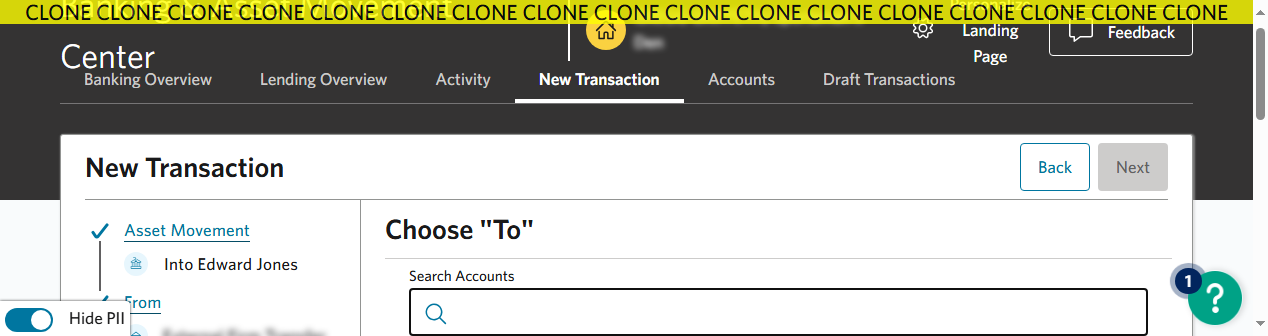 CLONE CLONE CLONE CLONE CLONE CLONE CLONE CLONE CLONE CLONE CLONE CLONE CLONE CLONE CLONE CLONE CLONE
Center
Landing
Page
Feedback
Banking Overview
Lending Overview
Activity
New Transaction
Accounts
Draft Transactions
New Transaction
Back
Next
Asset Movement
Into Edward Jones
From
Choose "To"
Search Accounts
Hide PII
1
?